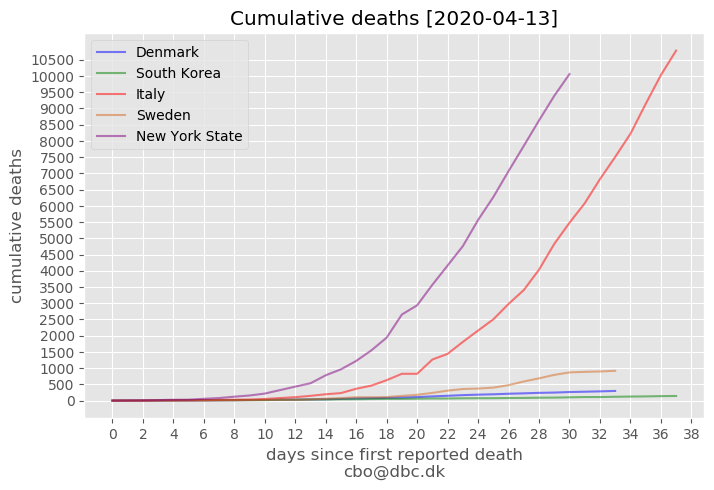 Cumulative deaths [2020-04-13]
Denmark
South Korea
Italy
Sweden
New York State
cumulative deaths
10500
10000
9500
9000
8500
8000
7500
7000
6500
6000
5500
5000
4500
4000
3500
3000
2500
2000
1500
1000
500
0
0 2 4 6 8 10 12 14 16 18 20 22 24 26 28 30 32 34 36 38
days since first reported death
cbo@dbc.dk